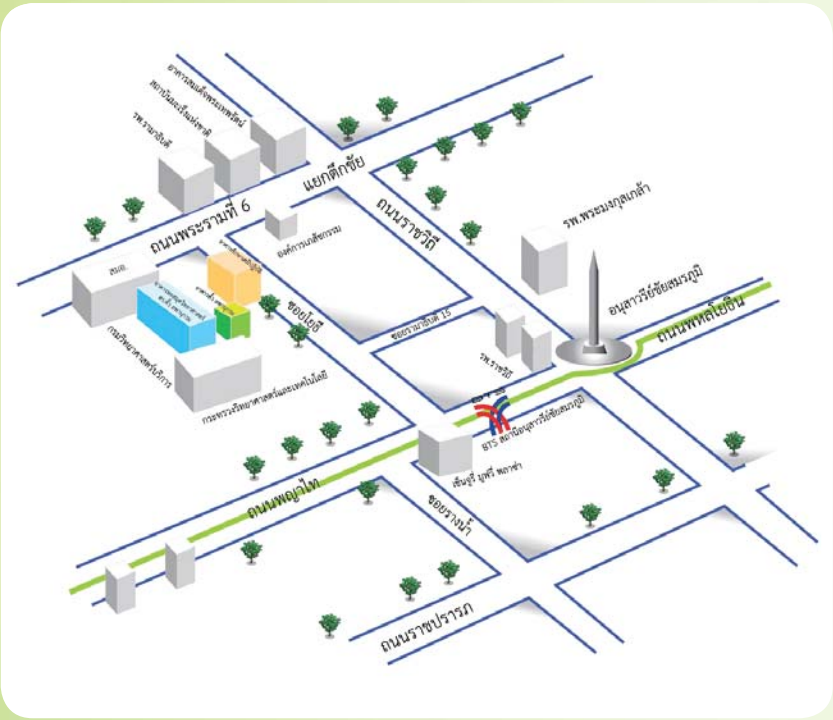 อาคารสมเด็จพระเทพรัตน์
สถาบันมะเร็งแห่งชาติ
รพ.รามาธิบดี
แยกตึกชัย
ถนนพระรามที่ 6
ถนนราชวิถี
องค์การเภสัชกรรม
รพ.พระมงกุฎเกล้า
อนุสาวรีย์ชัยสมรภูมิ
ถนนพหลโยธิน
สมอ.
ซอยโยธี
ซอยรามาธิบดี 15
รพ.ราชวิถี
กรมวิทยาศาสตร์บริการ
กระทรวงวิทยาศาสตร์และเทคโนโลยี
BTS
BTS สถานีอนุสาวรีย์ชัยสมรภูมิ
เซ็นจูรี่ มูฟวี่ พลาซ่า
ถนนพญาไท
ซอยรางน้ำ
ถนนราชปรารภ